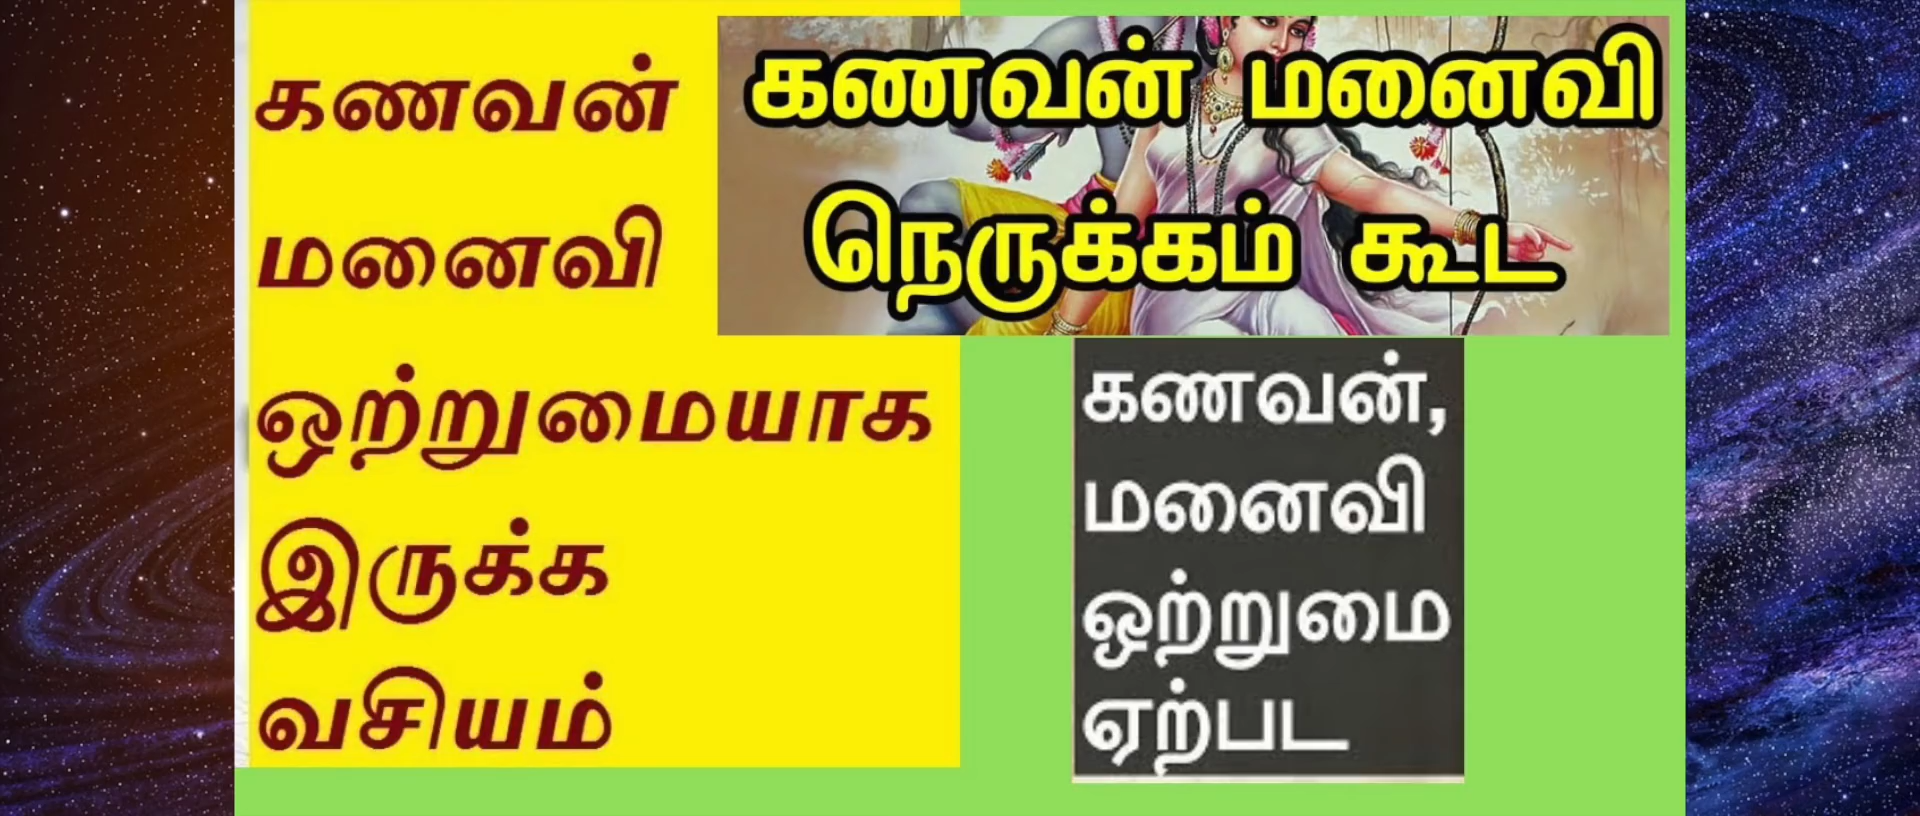 கணவன்
மனைவி
ஒற்றுமையாக
இருக்க
வசியம்
கணவன் மனைவி
நெருக்கம் கூட
கணவன்,
மனைவி
ஒற்றுமை
ஏற்பட